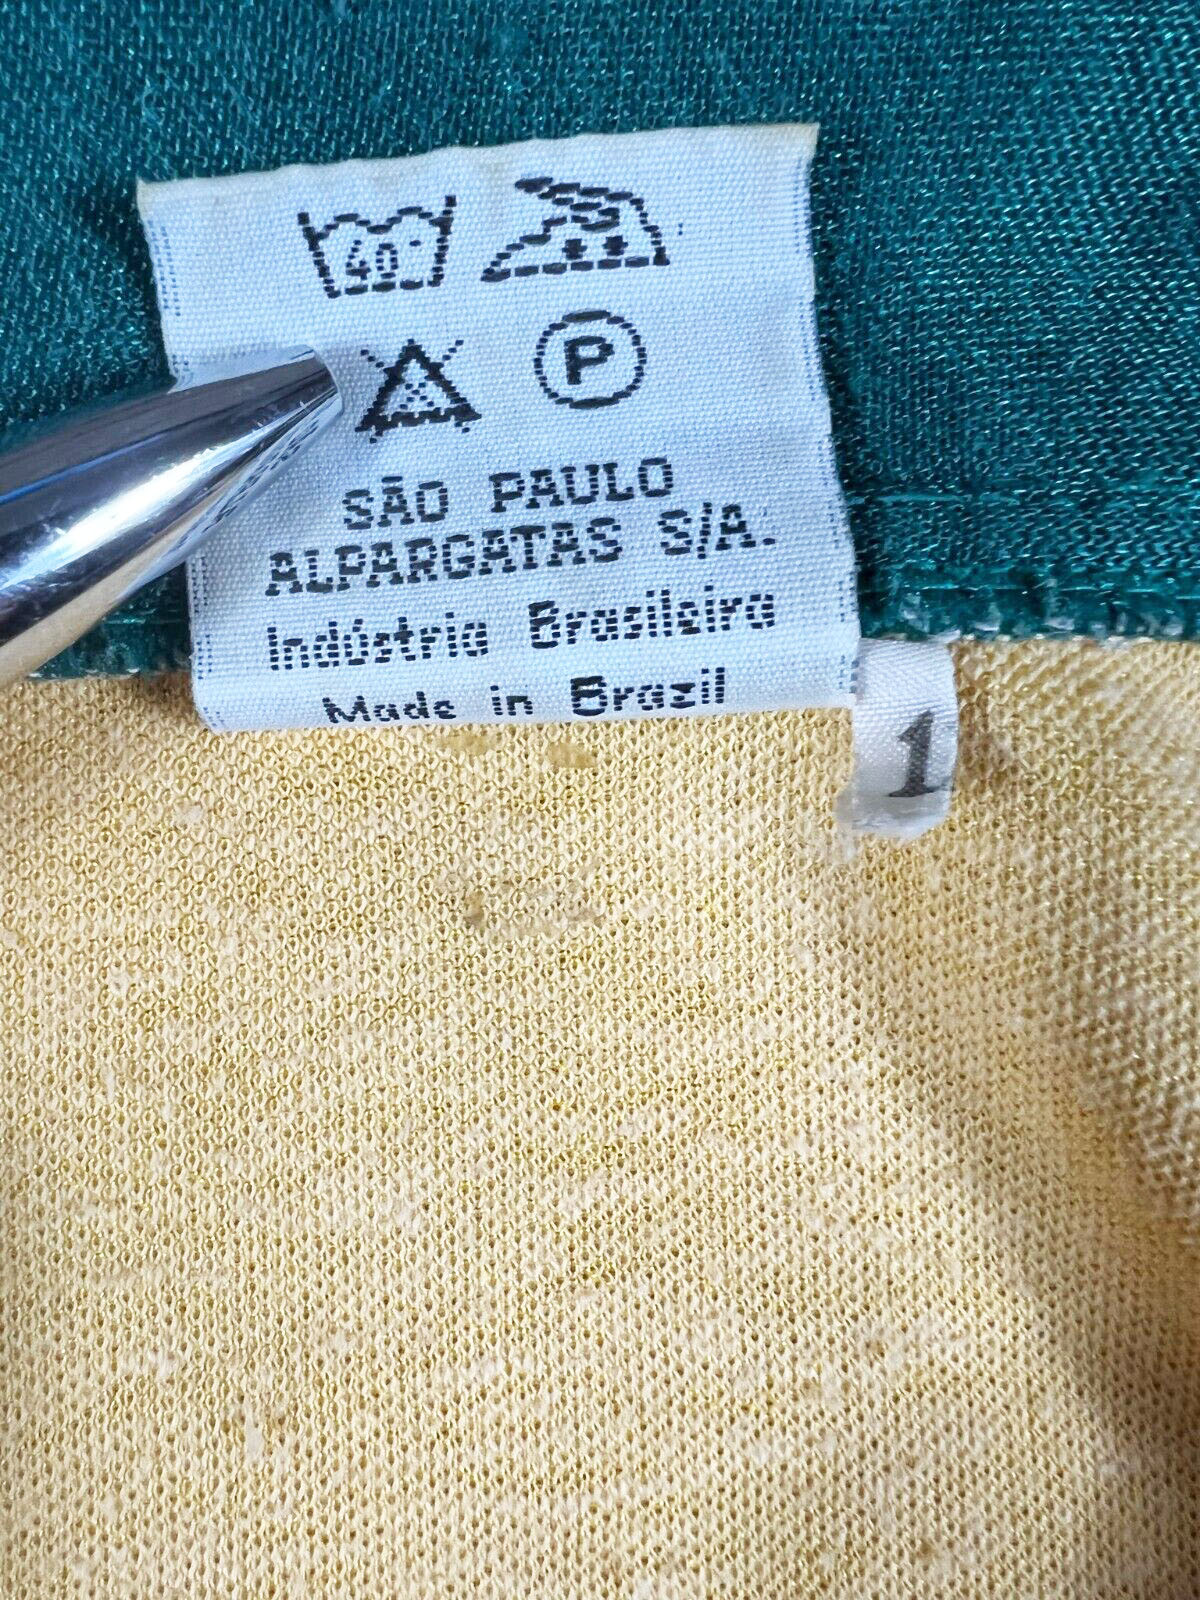 40°
P
SÃO PAULO
ALPARGATAS S/A.
Indústria Brasileira
Made in Brazil
1